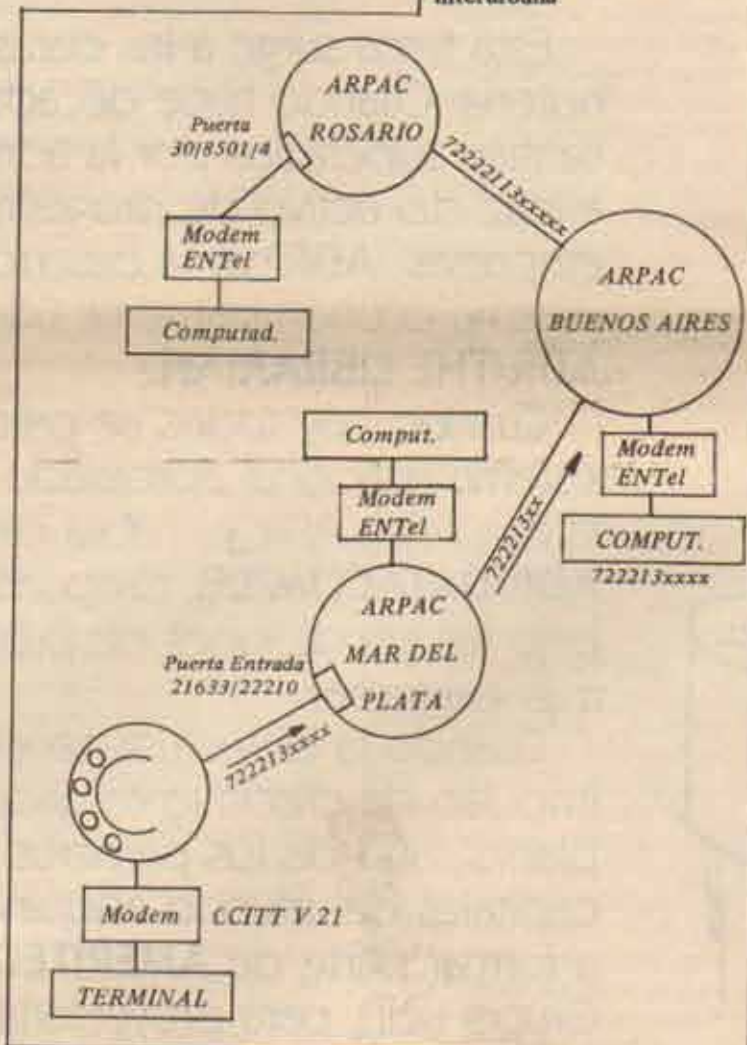 ARPAC
ROSARIO
Puerta
30/8501/4
72222113xxxxx
Modem
ENTel
Computad.
ARPAC
BUENOS AIRES
Comput.
Modem
ENTel
Modem
ENTel
COMPUT.
722213xxxx
722213xx
ARPAC
MAR DEL
PLATA
Puerta Entrada
21633/22210
722213xxxx
Modem
CCITT V 21
TERMINAL